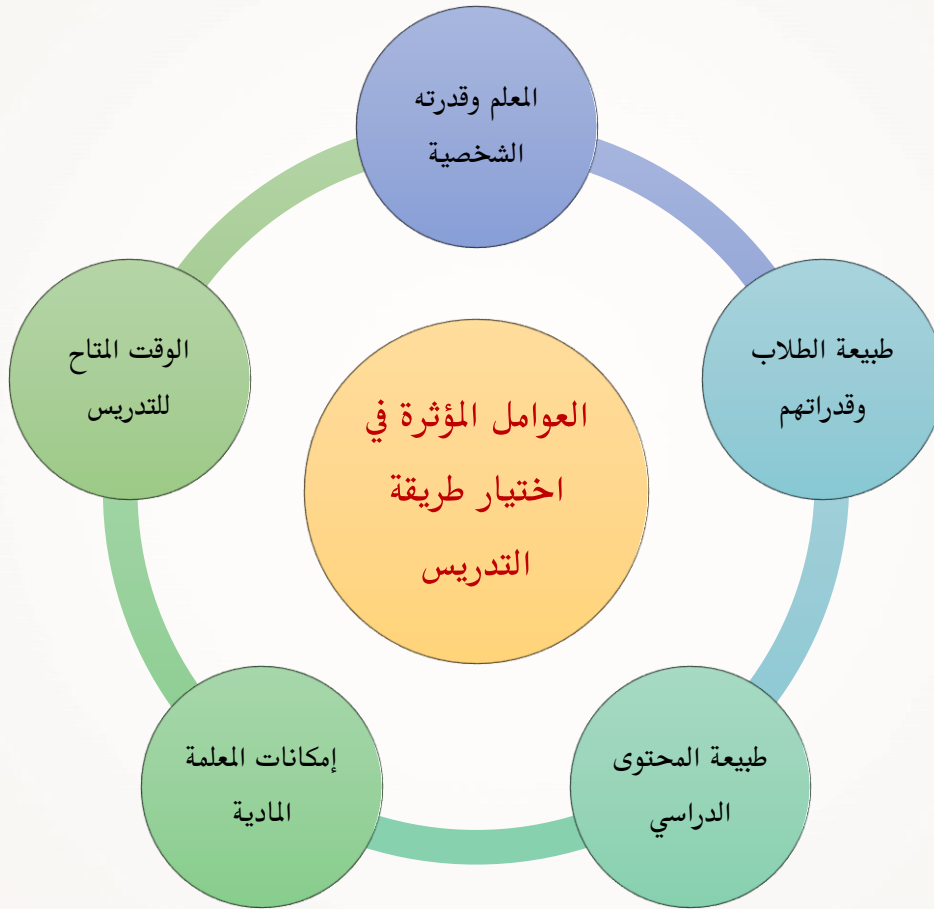 المعلم وقدرته
الشخصية
طبيعة الطلاب
وقدراتهم
طبيعة المحتوى
الدراسي
إمكانات المعلمة
المادية
الوقت المتاح
للتدريس
العوامل المؤثرة في
اختيار طريقة
التدريس